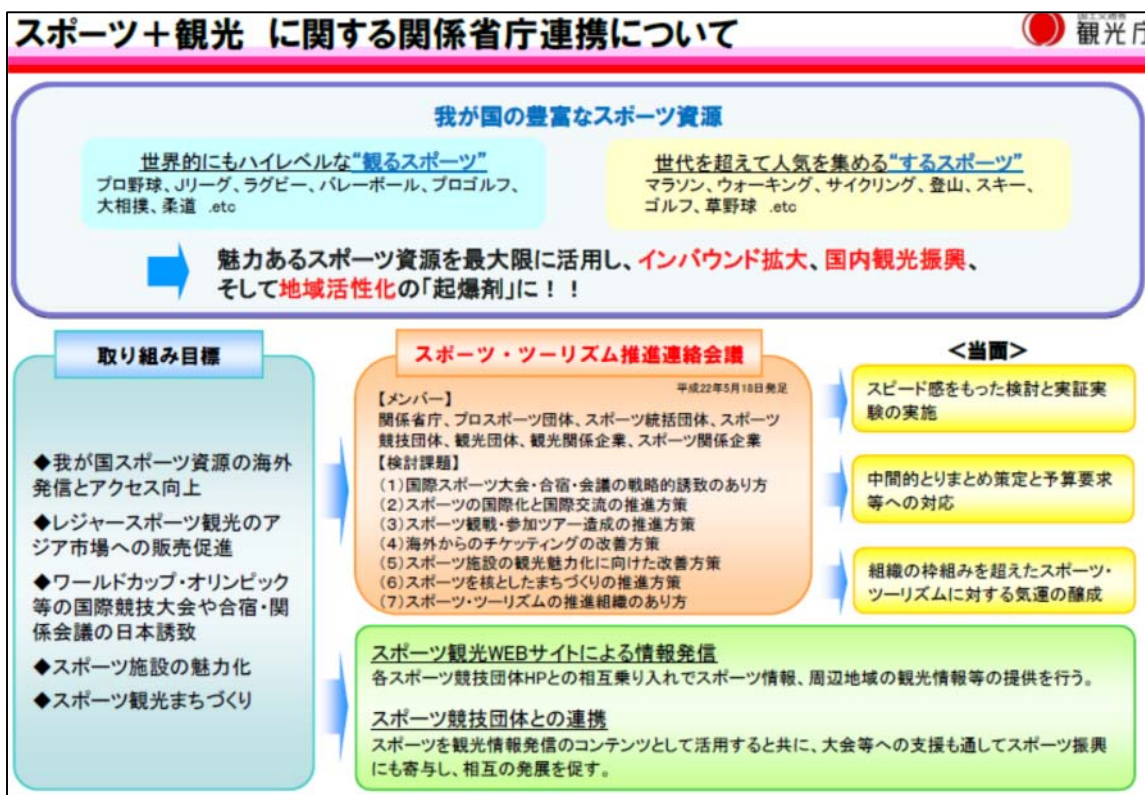 スポーツ＋観光 に関する関係省庁連携について
国土交通省
観光庁
我が国の豊富なスポーツ資源
世界的にもハイレベルな“観るスポーツ”
プロ野球、Jリーグ、ラグビー、バレーボール、プロゴルフ、
大相撲、柔道 .etc
世代を超えて人気を集める“するスポーツ”
マラソン、ウォーキング、サイクリング、登山、スキー、
ゴルフ、草野球 .etc
魅力あるスポーツ資源を最大限に活用し、インバウンド拡大、国内観光振興、
そして地域活性化の「起爆剤」に！！
取り組み目標
◆我が国スポーツ資源の海外
発信とアクセス向上
◆レジャースポーツ観光のア
ジア市場への販売促進
◆ワールドカップ・オリンピック
等の国際競技大会や合宿・関
係会議の日本誘致
◆スポーツ施設の魅力化
◆スポーツ観光まちづくり
スポーツ・ツーリズム推進連絡会議
平成22年5月18日発足
【メンバー】
関係省庁、プロスポーツ団体、スポーツ統括団体、スポーツ
競技団体、観光団体、観光関係企業、スポーツ関係企業
【検討課題】
（1）国際スポーツ大会・合宿・会議の戦略的誘致のあり方
（2）スポーツの国際化と国際交流の推進方策
（3）スポーツ観戦・参加ツアー造成の推進方策
（4）海外からのチケッティングの改善方策
（5）スポーツ施設の観光魅力化に向けた改善方策
（6）スポーツを核としたまちづくりの推進方策
（7）スポーツ・ツーリズムの推進組織のあり方
＜当面＞
スピード感をもった検討と実証実
験の実施
中間的とりまとめ策定と予算要求
等への対応
組織の枠組みを超えたスポーツ・
ツーリズムに対する気運の醸成
スポーツ観光WEBサイトによる情報発信
各スポーツ競技団体HPとの相互乗り入れでスポーツ情報、周辺地域の観光情報等の提供を行う。
スポーツ競技団体との連携
スポーツを観光情報発信のコンテンツとして活用すると共に、大会等への支援も通してスポーツ振興
にも寄与し、相互の発展を促す。